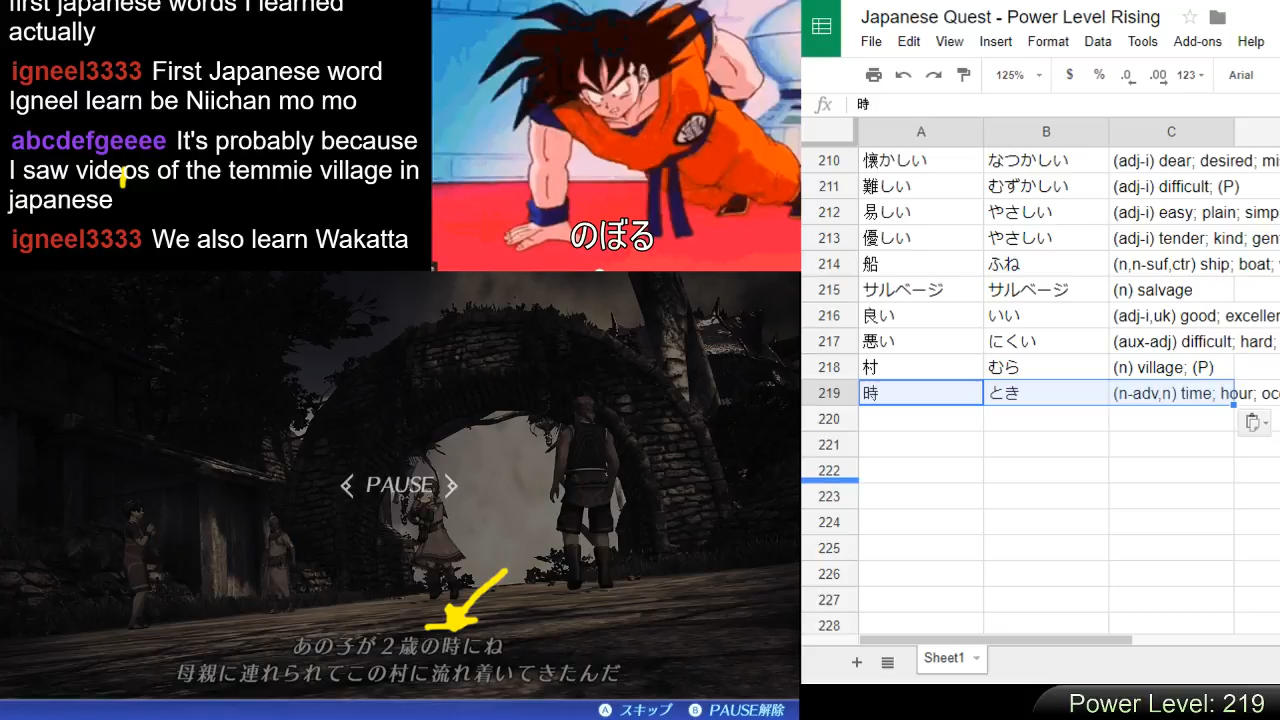 first japanese words I learned
actually
igneel3333 First Japanese word
Igneel learn be Niichan mo mo
abcdefgeeee It's probably because
I saw videos of the temmie village in
japanese
igneel3333 We also learn Wakatta
のぼる
Japanese Quest - Power Level Rising
File Edit View Insert Format Data Tools Add-ons Help
125% $ % .0 .00 123 Arial
fx 時
A B C
210 懐かしい なつかしい (adj-i) dear; desired; mi
211 難しい むずかしい (adj-i) difficult; (P)
212 易しい やさしい (adj-i) easy; plain; simp
213 優しい やさしい (adj-i) tender; kind; gen
214 船 ふね (n,n-suf,ctr) ship; boat;
215 サルベージ サルベージ (n) salvage
216 良い いい (adj-i,uk) good; exceller
217 悪い にくい (aux-adj) difficult; hard;
218 村 むら (n) village; (P)
219 時 とき (n-adv,n) time; hour; occ
220
221
222
223
224
225
226
227
228
PAUSE
あの子が２歳の時にね
母親に連れられてこの村に流れ着いてきたんだ
A スキップ B PAUSE解除
Sheet1
Power Level: 219